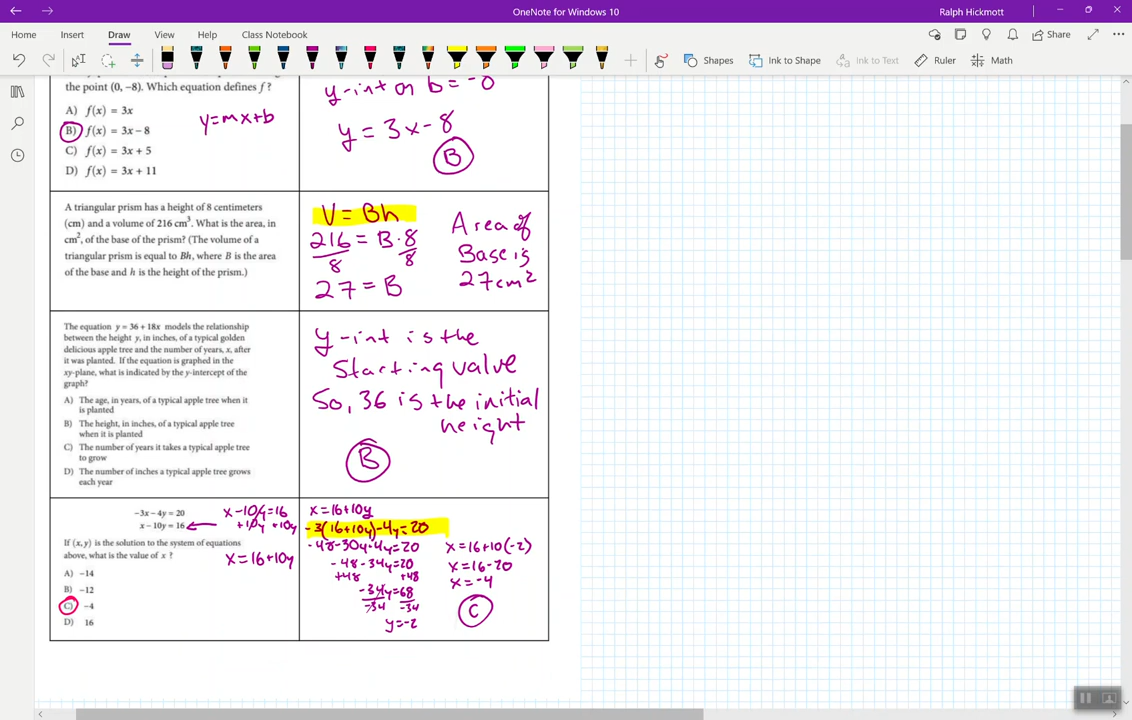 OneNote for Windows 10
Ralph Hickmott
Home Insert Draw View Help Class Notebook
Share
Shapes Ink to Shape Ink to Text Ruler Math
the point (0, −8). Which equation defines f ?
A) f(x) = 3x
B) f(x) = 3x − 8
C) f(x) = 3x + 5
D) f(x) = 3x + 11
y=mx+b
y-int or b = -8
y = 3x - 8
B
A triangular prism has a height of 8 centimeters
(cm) and a volume of 216 cm³. What is the area, in
cm², of the base of the prism? (The volume of a
triangular prism is equal to Bh, where B is the area
of the base and h is the height of the prism.)
V = Bh
216 = B·8
8 8
27 = B
Area of
Base is
27cm²
The equation y = 36 + 18x models the relationship
between the height y, in inches, of a typical golden
delicious apple tree and the number of years, x, after
it was planted. If the equation is graphed in the
xy-plane, what is indicated by the y-intercept of the
graph?
A) The age, in years, of a typical apple tree when it
is planted
B) The height, in inches, of a typical apple tree
when it is planted
C) The number of years it takes a typical apple tree
to grow
D) The number of inches a typical apple tree grows
each year
y-int is the
Starting value
So, 36 is the initial
height
B
−3x − 4y = 20
x − 10y = 16
If (x, y) is the solution to the system of equations
above, what is the value of x ?
A) −14
B) −12
C) −4
D) 16
x-10y=16
+10y +10y
x=16+10y
x=16+10y
-3(16+10y)-4y=20
-48-30y-4y=20
-48-34y=20
+48 +48
-34y=68
-34 -34
y=-2
x=16+10(-2)
x=16-20
x=-4
C